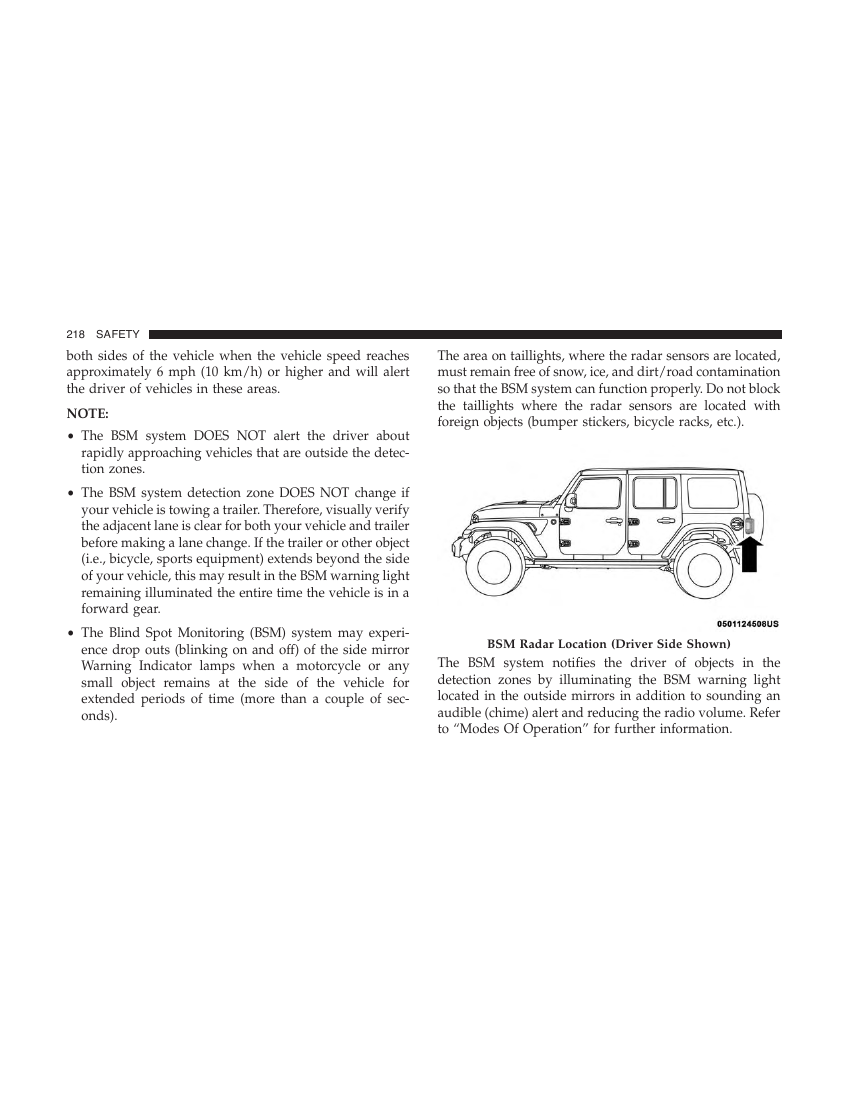 218 SAFETY
both sides of the vehicle when the vehicle speed reaches
approximately 6 mph (10 km/h) or higher and will alert
the driver of vehicles in these areas.
NOTE:
• The BSM system DOES NOT alert the driver about
rapidly approaching vehicles that are outside the detec-
tion zones.
• The BSM system detection zone DOES NOT change if
your vehicle is towing a trailer. Therefore, visually verify
the adjacent lane is clear for both your vehicle and trailer
before making a lane change. If the trailer or other object
(i.e., bicycle, sports equipment) extends beyond the side
of your vehicle, this may result in the BSM warning light
remaining illuminated the entire time the vehicle is in a
forward gear.
• The Blind Spot Monitoring (BSM) system may experi-
ence drop outs (blinking on and off) of the side mirror
Warning Indicator lamps when a motorcycle or any
small object remains at the side of the vehicle for
extended periods of time (more than a couple of sec-
onds).
The area on taillights, where the radar sensors are located,
must remain free of snow, ice, and dirt/road contamination
so that the BSM system can function properly. Do not block
the taillights where the radar sensors are located with
foreign objects (bumper stickers, bicycle racks, etc.).
0501124508US
BSM Radar Location (Driver Side Shown)
The BSM system notifies the driver of objects in the
detection zones by illuminating the BSM warning light
located in the outside mirrors in addition to sounding an
audible (chime) alert and reducing the radio volume. Refer
to “Modes Of Operation” for further information.